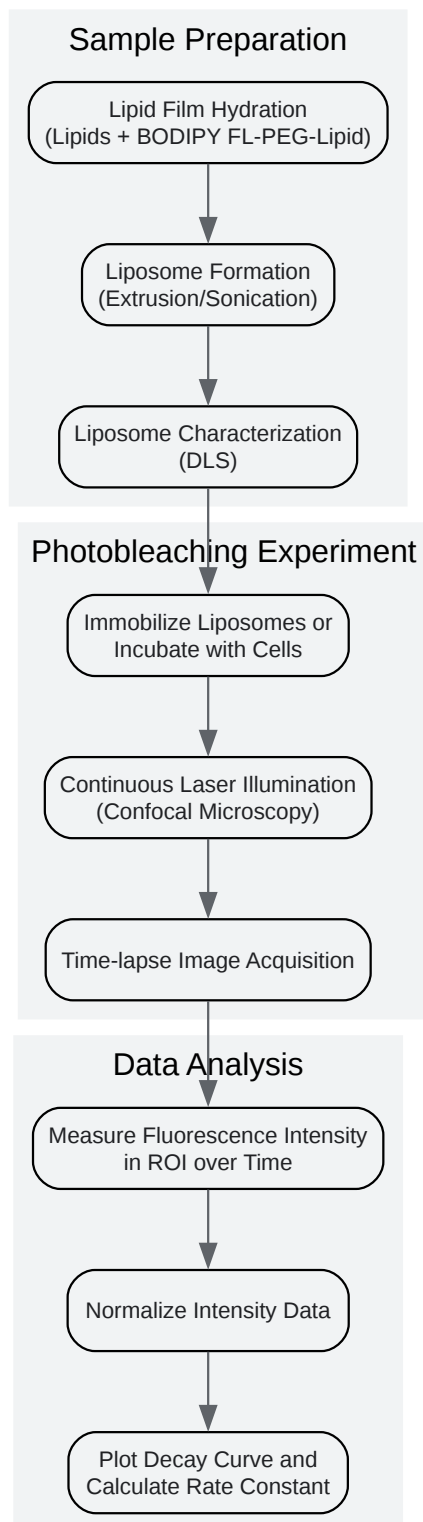 Sample Preparation
Lipid Film Hydration
(Lipids + BODIPY FL-PEG-Lipid)
Liposome Formation
(Extrusion/Sonication)
Liposome Characterization
(DLS)
Photobleaching Experiment
Immobilize Liposomes or
Incubate with Cells
Continuous Laser Illumination
(Confocal Microscopy)
Time-lapse Image Acquisition
Data Analysis
Measure Fluorescence Intensity
in ROI over Time
Normalize Intensity Data
Plot Decay Curve and
Calculate Rate Constant